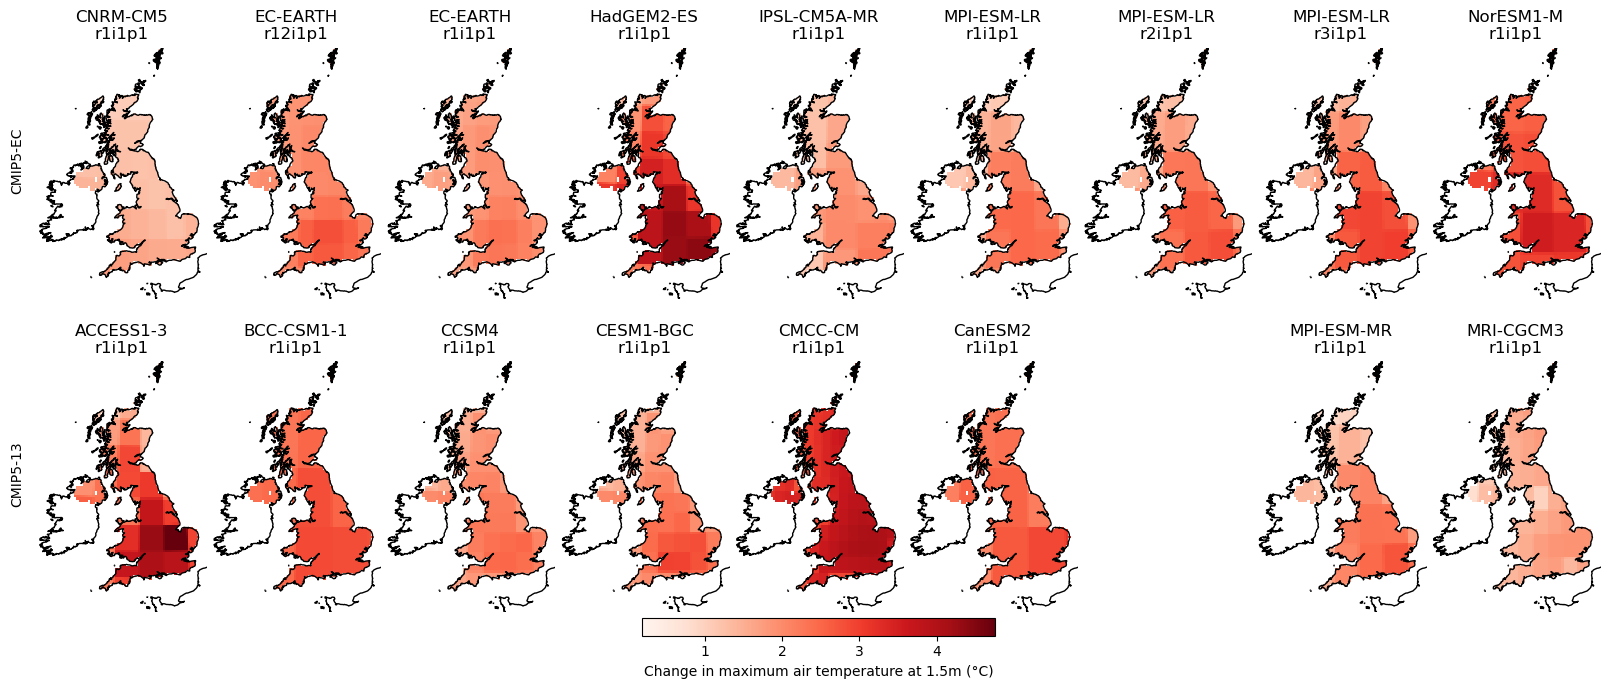 CNRM-CM5 EC-EARTH EC-EARTH HadGEM2-ES IPSL-CM5A-MR MPI-ESM-LR MPI-ESM-LR MPI-ESM-LR NorESM1-M
r1i1p1 r12i1p1 r1i1p1 r1i1p1 r1i1p1 r1i1p1 r2i1p1 r3i1p1 r1i1p1
CMIP5-EC
ACCESS1-3 BCC-CSM1-1 CCSM4 CESM1-BGC CMCC-CM CanESM2 MPI-ESM-MR MRI-CGCM3
r1i1p1 r1i1p1 r1i1p1 r1i1p1 r1i1p1 r1i1p1 r1i1p1 r1i1p1
CMIP5-13
1 2 3 4
Change in maximum air temperature at 1.5m (°C)